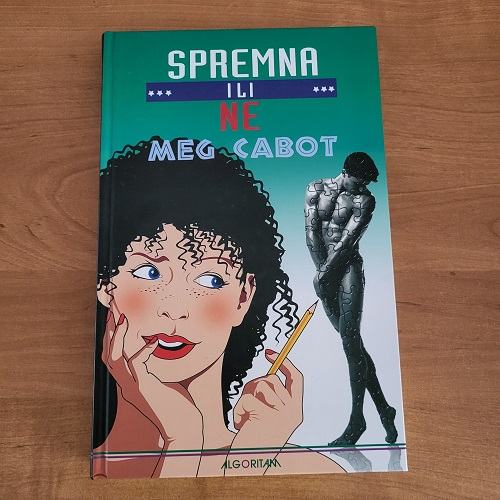 SPREMNA
ILI
NE
MEG CABOT
ALGORITAM